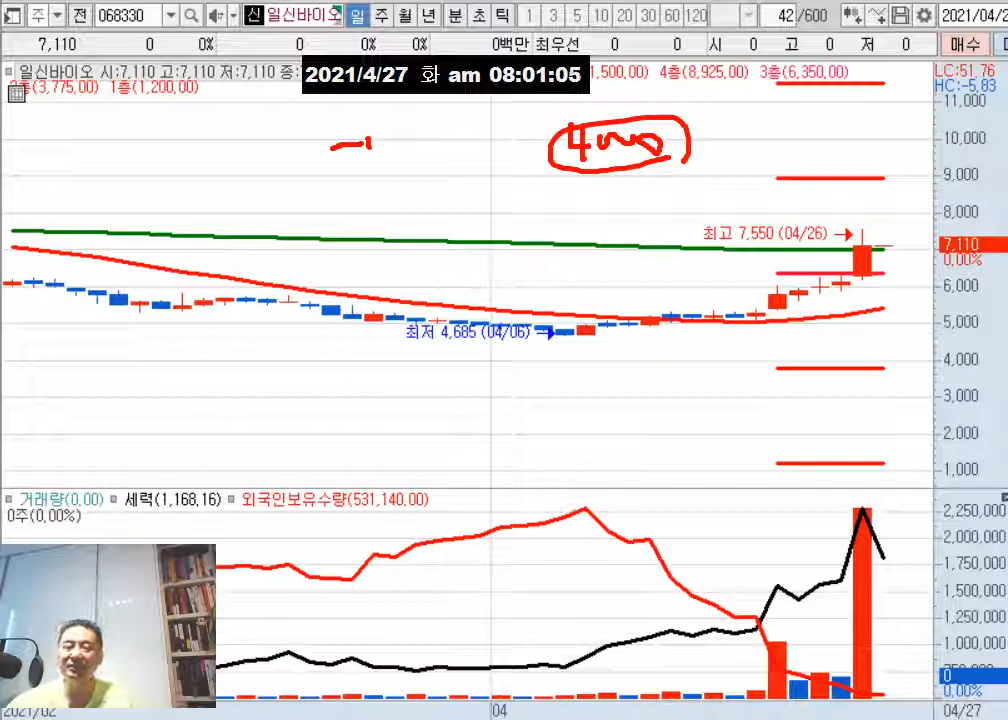 주 전 068330 신 일신바이오 일 주 월 년 분 초 틱 1 3 5 10 20 30 60 120 42 /600 2021/04/2
7,110 0 0% 0 0% 0% 0백만 최우선 0 0 시 0 고 0 저 0 매수
일신바이오 시:7,110 고:7,110 저:7,110 종: 1,500,00) 4층(8,925,00) 3층(6,350,00)
층(3,775,00) 1층(1,200,00)
2021/4/27 화 am 08:01:05
LC:51,76
HC:-5,83
11,000
10,000
9,000
8,000
최고 7,550 (04/26)
7,110
0,00%
6,000
5,000
최저 4,685 (04/06)
4,000
3,000
2,000
1,000
거래량(0,00) 세력(1,168,16) 외국인보유수량(531,140,00)
0주(0,00%)
2,250,000
2,000,000
1,750,000
1,500,000
1,250,000
1,000,000
0
0,00%
2021/02 04 04/27